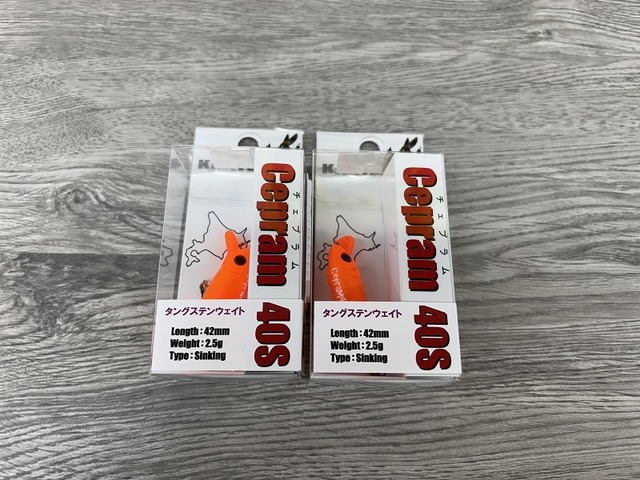 Cepram 40S
チェプラム
タングステンウェイト
Length : 42mm
Weight : 2.5g
Type : Sinking
Cepram 40S
チェプラム
Cepram
タングステンウェイト
Length : 42mm
Weight : 2.5g
Type : Sinking